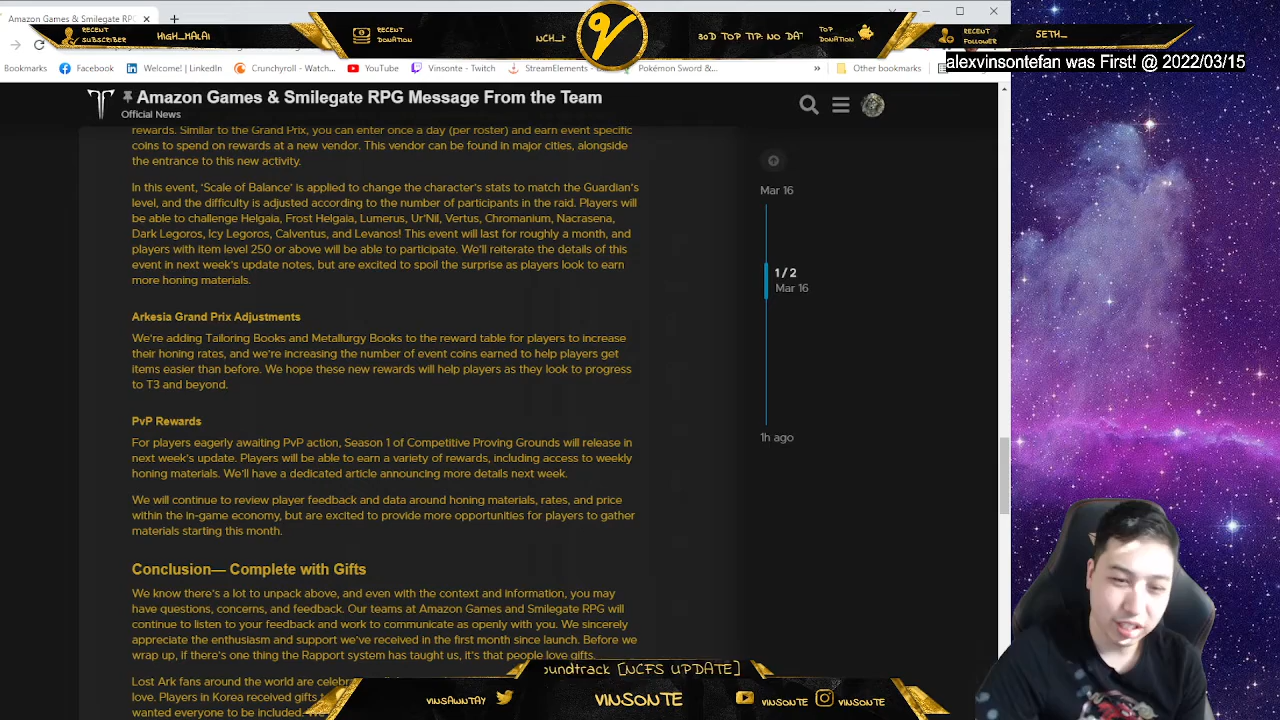 Amazon Games & Smilegate RPG
RECENT SUBSCRIBER
HIGH_KALAI
RECENT DONATION
TOP DONATION
RECENT FOLLOWER
5ETH_
Bookmarks
Facebook
Welcome! | LinkedIn
Crunchyroll - Watch...
YouTube
Vinsonte - Twitch
StreamElements -
Pokémon Sword &...
»
Other bookmarks
alexvinsontefan was First! @ 2022/03/15
Amazon Games & Smilegate RPG Message From the Team
Official News
rewards. Similar to the Grand Prix, you can enter once a day (per roster) and earn event specific
coins to spend on rewards at a new vendor. This vendor can be found in major cities, alongside
the entrance to this new activity.
In this event, ‘Scale of Balance’ is applied to change the character’s stats to match the Guardian’s
level, and the difficulty is adjusted according to the number of participants in the raid. Players will
be able to challenge Helgaia, Frost Helgaia, Lumerus, Ur’Nil, Vertus, Chromanium, Nacrasena,
Dark Legoros, Icy Legoros, Calventus, and Levanos! This event will last for roughly a month, and
players with item level 250 or above will be able to participate. We’ll reiterate the details of this
event in next week’s update notes, but are excited to spoil the surprise as players look to earn
more honing materials.
Arkesia Grand Prix Adjustments
We’re adding Tailoring Books and Metallurgy Books to the reward table for players to increase
their honing rates, and we’re increasing the number of event coins earned to help players get
items easier than before. We hope these new rewards will help players as they look to progress
to T3 and beyond.
PvP Rewards
For players eagerly awaiting PvP action, Season 1 of Competitive Proving Grounds will release in
next week’s update. Players will be able to earn a variety of rewards, including access to weekly
honing materials. We’ll have a dedicated article announcing more details next week.
We will continue to review player feedback and data around honing materials, rates, and price
within the in-game economy, but are excited to provide more opportunities for players to gather
materials starting this month.
Conclusion— Complete with Gifts
We know there’s a lot to unpack above, and even with the context and information, you may
have questions, concerns, and feedback. Our teams at Amazon Games and Smilegate RPG will
continue to listen to your feedback and work to communicate as openly with you. We sincerely
appreciate the enthusiasm and support we’ve received in the first month since launch. Before we
wrap up, if there’s one thing the Rapport system has taught us, it’s that people love gifts.
Lost Ark fans around the world are
love. Players in Korea received gifts
wanted everyone to be included.
Mar 16
1 / 2
Mar 16
1h ago
oundtrack [NCFS UPDATE]
VINSAWNTAY
VINSONTE
VINSONTE
VINSONTE